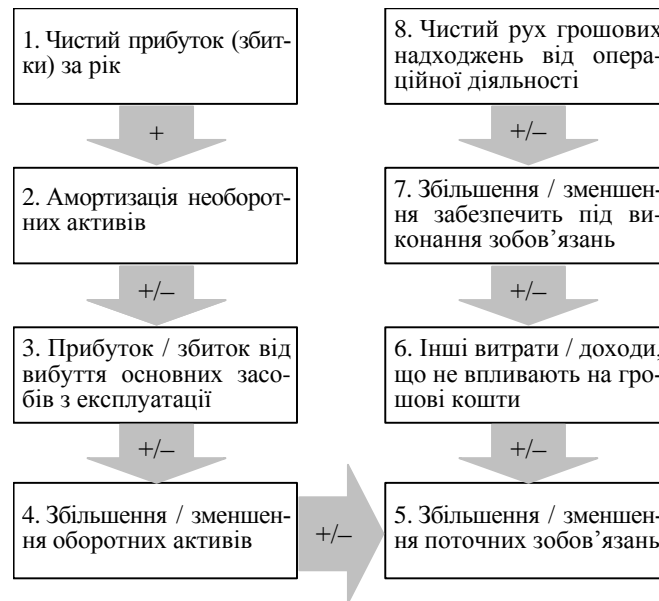 1. Чистий прибуток (збит-
ки) за рік
+
2. Амортизація необорот-
них активів
+/–
3. Прибуток / збиток від
вибуття основних засо-
бів з експлуатації
+/–
4. Збільшення / зменшен-
ня оборотних активів
+/–
5. Збільшення / зменшен-
ня поточних зобов’язань
+/–
6. Інші витрати / доходи,
що не впливають на гро-
шові кошти
+/–
7. Збільшення / зменшен-
ня забезпечить під ви-
конання зобов’язань
+/–
8. Чистий рух грошових
надходжень від опера-
ційної діяльності